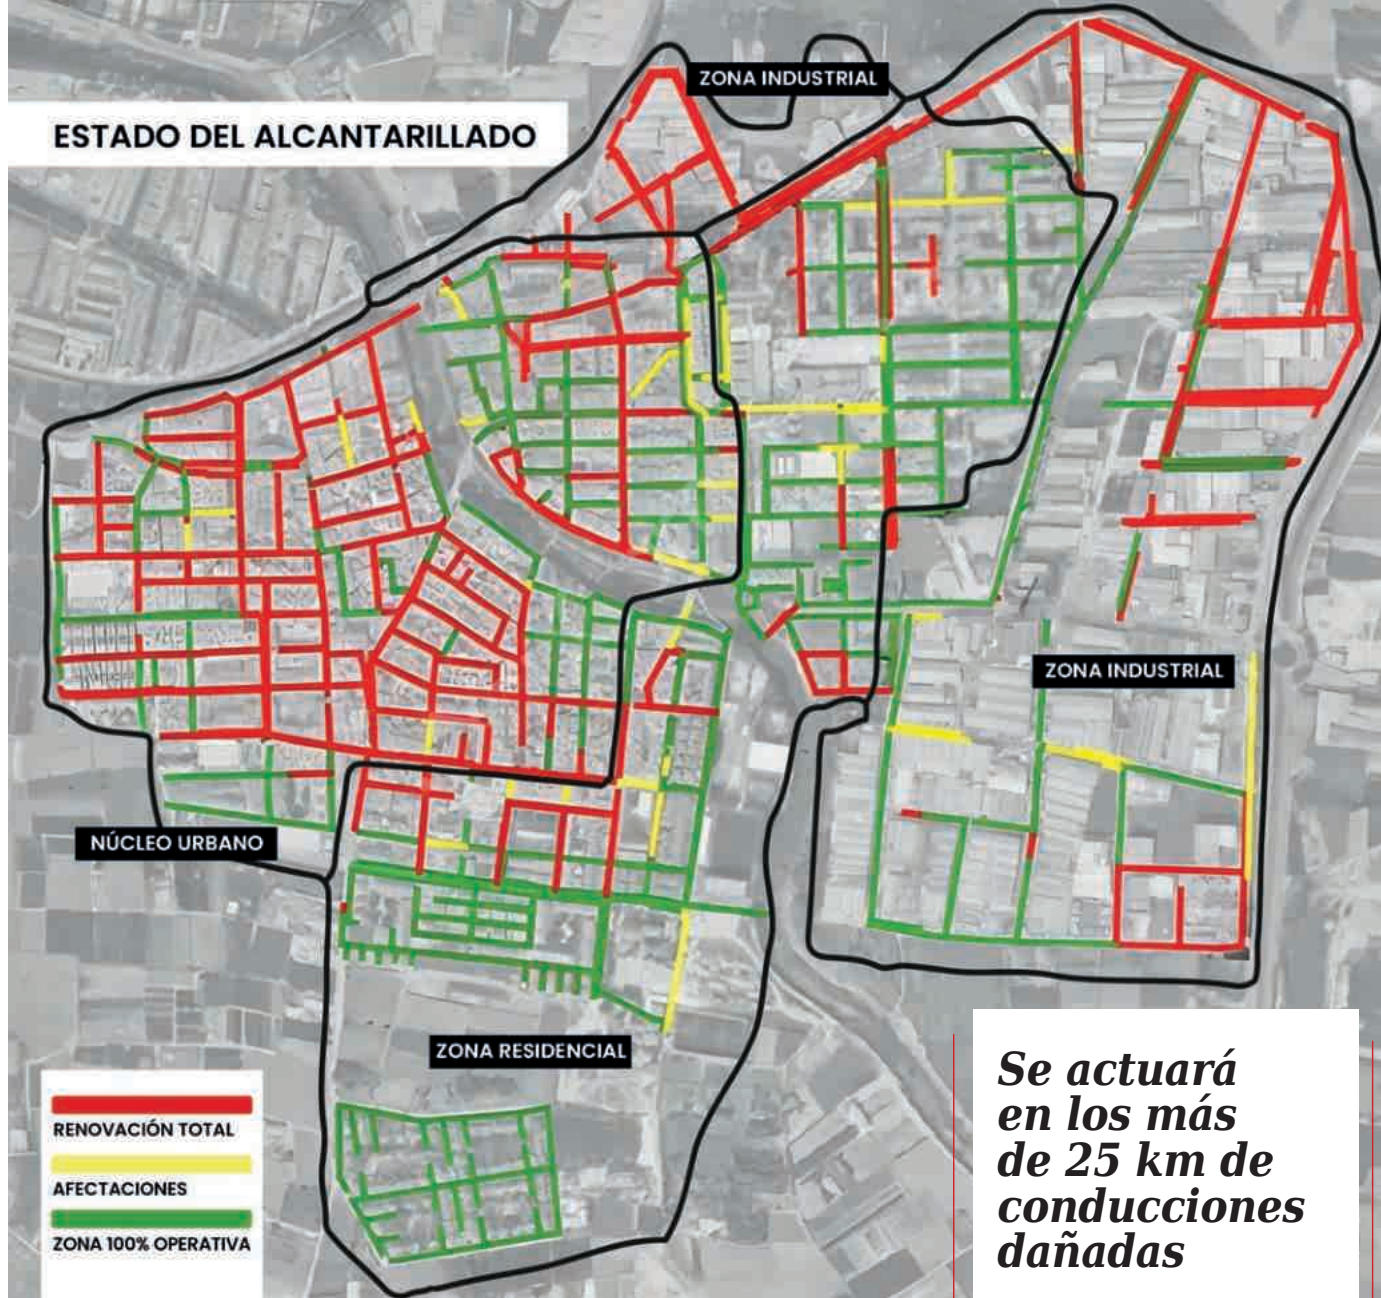 ZONA INDUSTRIAL
ESTADO DEL ALCANTARILLADO
ZONA INDUSTRIAL
NÚCLEO URBANO
ZONA RESIDENCIAL
RENOVACIÓN TOTAL
AFECTACIONES
ZONA 100% OPERATIVA
Se actuará
en los más
de 25 km de
conducciones
dañadas